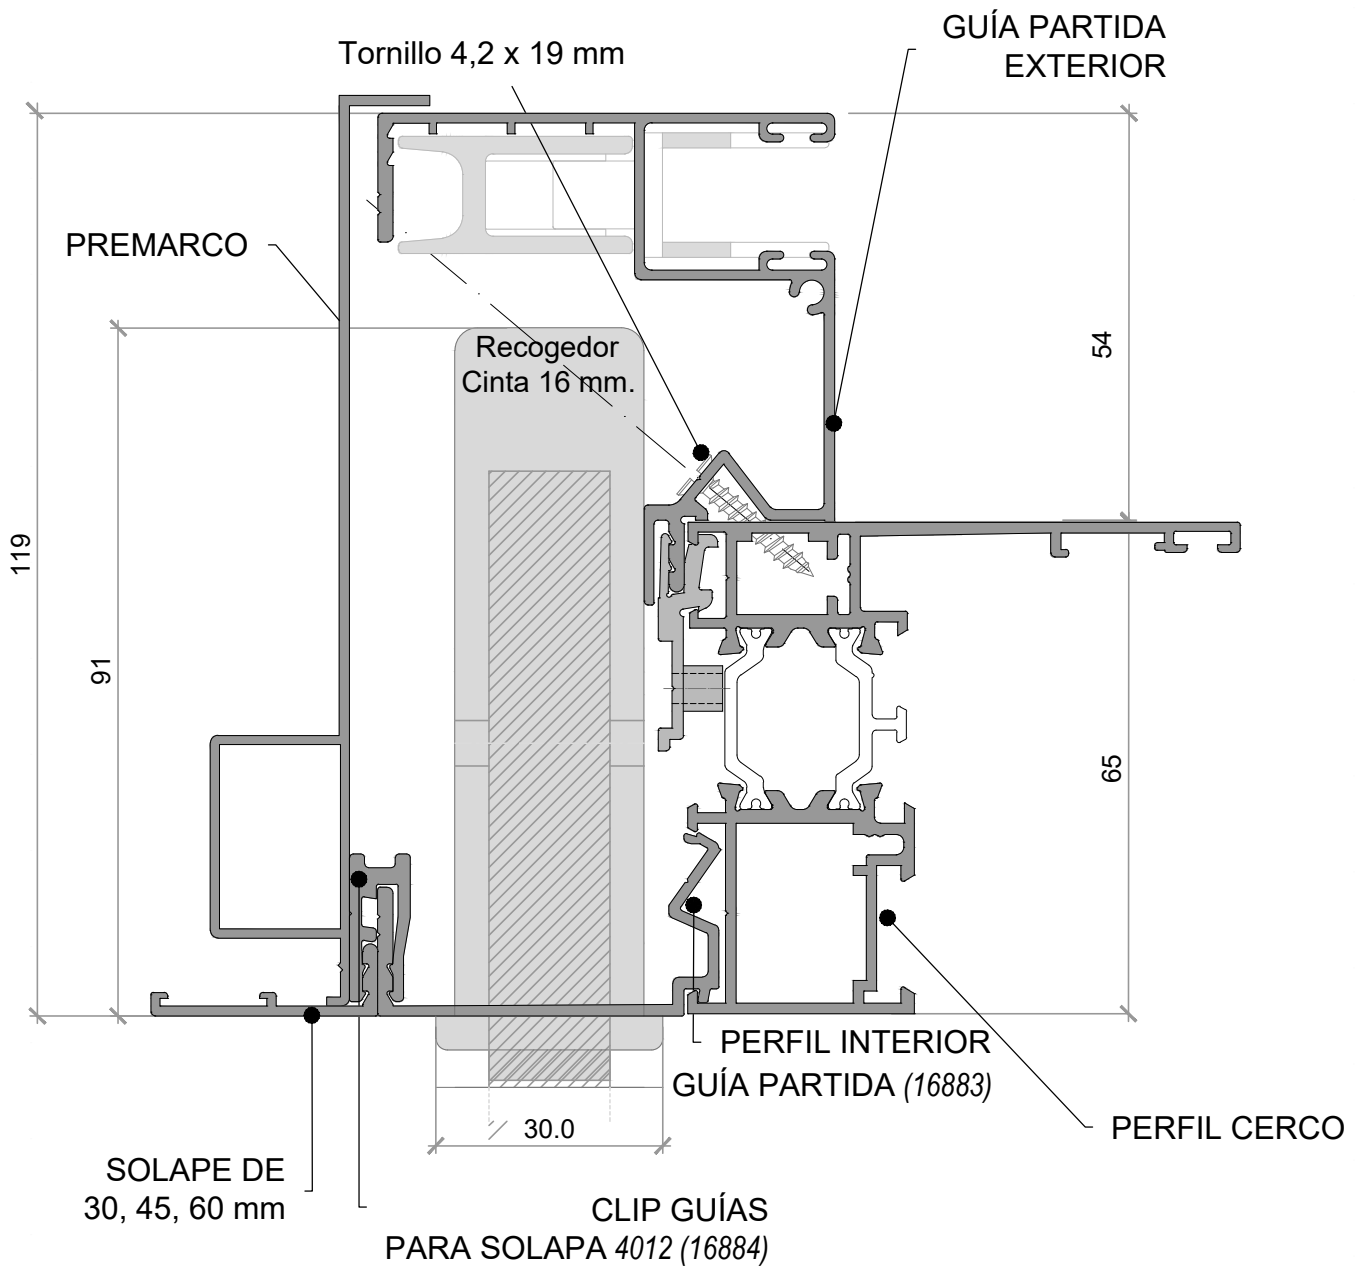 GUÍA PARTIDA
EXTERIOR
Tornillo 4,2 x 19 mm
PREMARCO
Recogedor
Cinta 16 mm.
54
119
91
65
PERFIL INTERIOR
GUÍA PARTIDA (16883)
30.0
PERFIL CERCO
SOLAPE DE
30, 45, 60 mm
CLIP GUÍAS
PARA SOLAPA 4012 (16884)